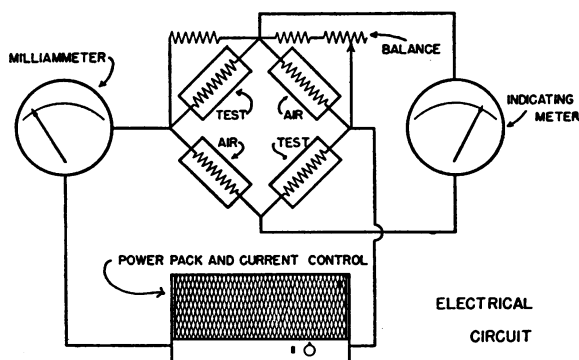 MILLIAMMETER
BALANCE
INDICATING
METER
TEST
AIR
AIR
TEST
POWER PACK AND CURRENT CONTROL
ELECTRICAL
CIRCUIT